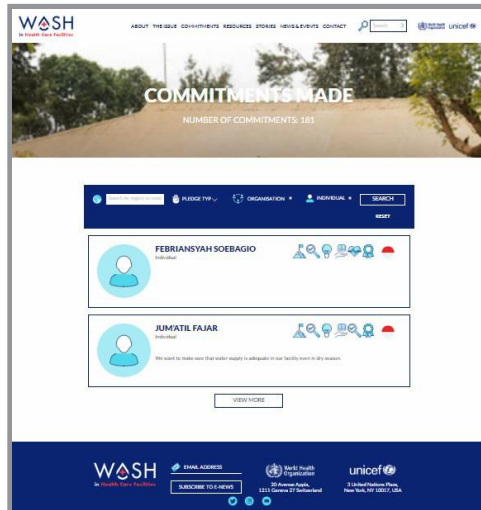 WASH
in Health Care Facilities
ABOUT THE ISSUE COMMITMENTS RESOURCES STORIES NEWS & EVENTS CONTACT
Search
World Health Organization
unicef
COMMITMENTS MADE
NUMBER OF COMMITMENTS: 181
PLEDGE TYP
ORGANISATION
INDIVIDUAL
SEARCH
RESET
FEBRIANSYAH SOEBAGIO
Individual
JUM'ATIL FAJAR
Individual
We want to make sure that water supply is adequate in our facility even in dry season.
VIEW MORE
WASH
in Health Care Facilities
EMAIL ADDRESS
SUBSCRIBE TO E-NEWS
World Health
Organization
20 Avenue Appia,
1211 Geneva 27 Switzerland
unicef
3 United Nations Plaza,
New York, NY 10017, USA